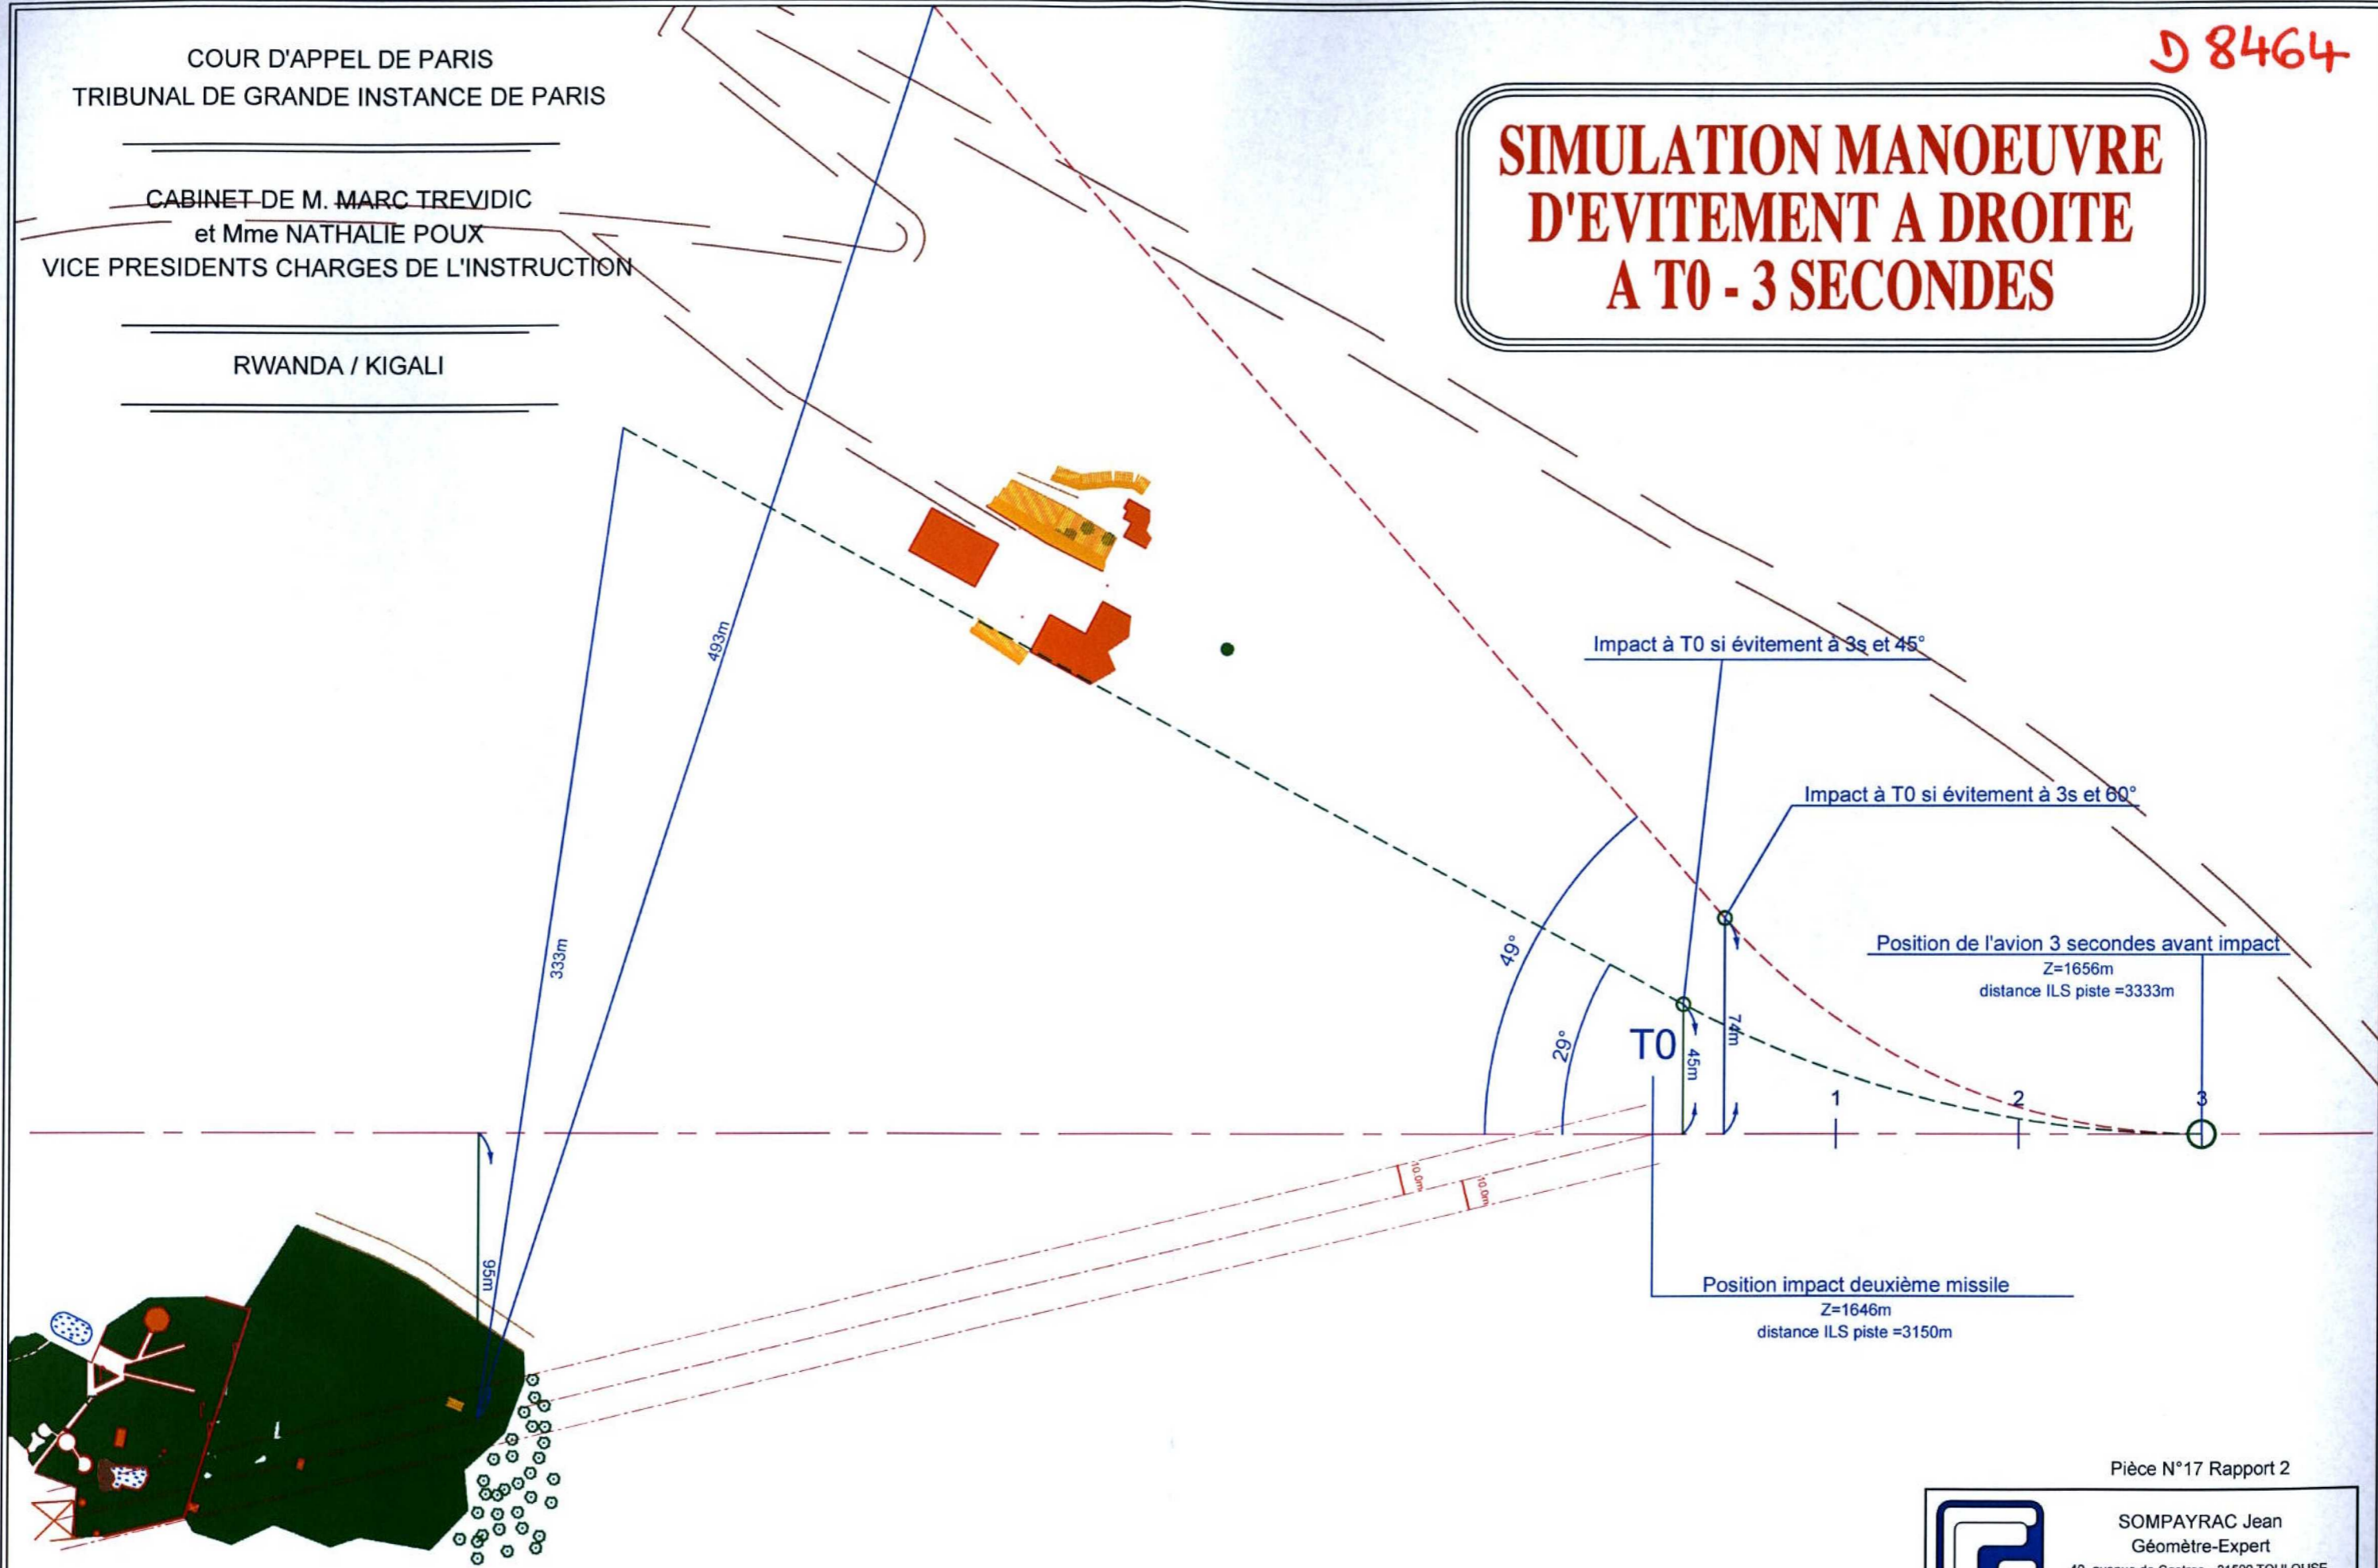 D 8464
COUR D'APPEL DE PARIS
TRIBUNAL DE GRANDE INSTANCE DE PARIS
CABINET DE M. MARC TREVIDIC
et Mme NATHALIE POUX
VICE PRESIDENTS CHARGES DE L'INSTRUCTION
RWANDA / KIGALI
SIMULATION MANOEUVRE
D'EVITEMENT A DROITE
A T0 - 3 SECONDES
493m
333m
Impact à T0 si évitement à 3s et 45°
Impact à T0 si évitement à 3s et 60°
Position de l'avion 3 secondes avant impact
Z=1656m
distance ILS piste =3333m
49°
29°
T0
45m
74m
1
2
3
10.0m
10.0m
95m
Position impact deuxième missile
Z=1646m
distance ILS piste =3150m
Pièce N°17 Rapport 2
SOMPAYRAC Jean
Géomètre-Expert